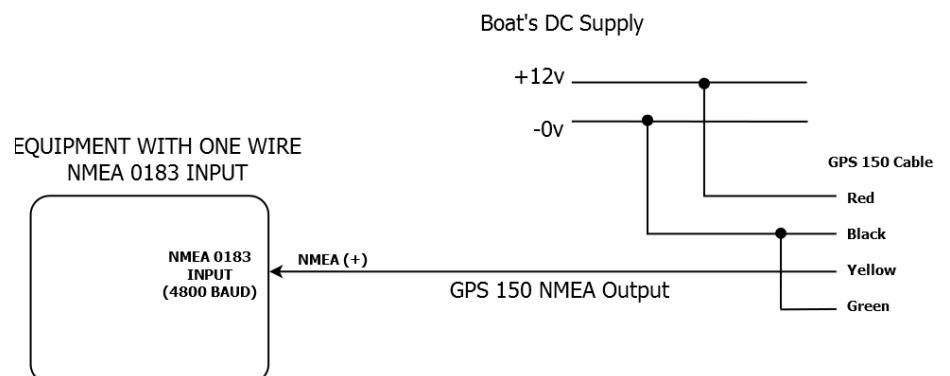 Boat's DC Supply
+12v
-0v
EQUIPMENT WITH ONE WIRE
NMEA 0183 INPUT
GPS 150 Cable
Red
Black
NMEA 0183
INPUT
(4800 BAUD)
NMEA (+)
Yellow
GPS 150 NMEA Output
Green